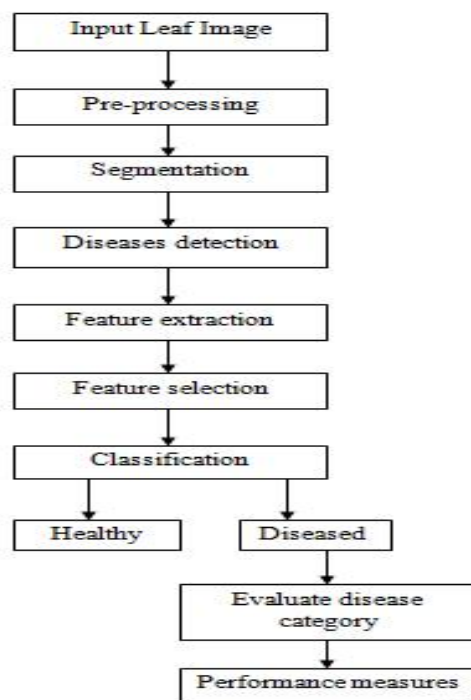 Input Leaf Image
Pre-processing
Segmentation
Diseases detection
Feature extraction
Feature selection
Classification
Healthy
Diseased
Evaluate disease
category
Performance measures